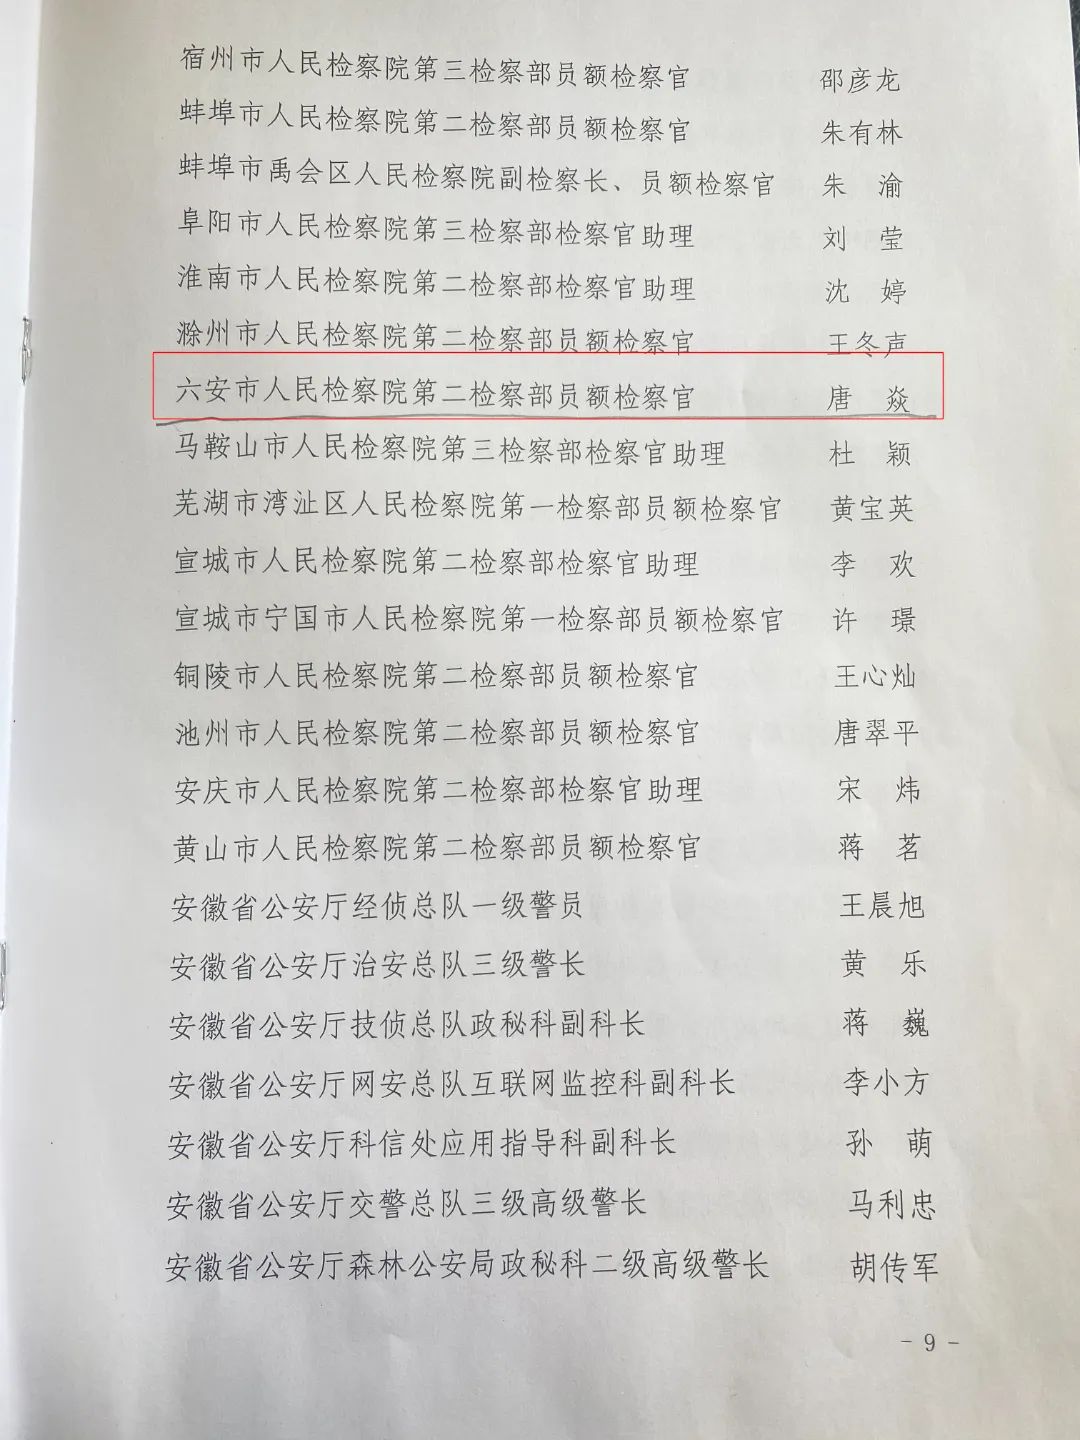 宿州市人民检察院第三检察部员额检察官 邵彦龙
蚌埠市人民检察院第二检察部员额检察官 朱有林
蚌埠市禹会区人民检察院副检察长、员额检察官 朱 渝
阜阳市人民检察院第三检察部检察官助理 刘 莹
淮南市人民检察院第二检察部检察官助理 沈 婷
滁州市人民检察院第二检察部员额检察官 王冬声
六安市人民检察院第二检察部员额检察官 唐 焱
马鞍山市人民检察院第三检察部检察官助理 杜 颖
芜湖市湾沚区人民检察院第一检察部员额检察官 黄宝英
宣城市人民检察院第二检察部检察官助理 李 欢
宣城市宁国市人民检察院第一检察部员额检察官 许 璟
铜陵市人民检察院第二检察部员额检察官 王心灿
池州市人民检察院第二检察部员额检察官 唐翠平
安庆市人民检察院第二检察部检察官助理 宋 炜
黄山市人民检察院第二检察部员额检察官 蒋 茗
安徽省公安厅经侦总队一级警员 王晨旭
安徽省公安厅治安总队三级警长 黄 乐
安徽省公安厅技侦总队政秘科副科长 蒋 巍
安徽省公安厅网安总队互联网监控科副科长 李小方
安徽省公安厅科信处应用指导科副科长 孙 萌
安徽省公安厅交警总队三级高级警长 马利忠
安徽省公安厅森林公安局政秘科二级高级警长 胡传军
- 9 -